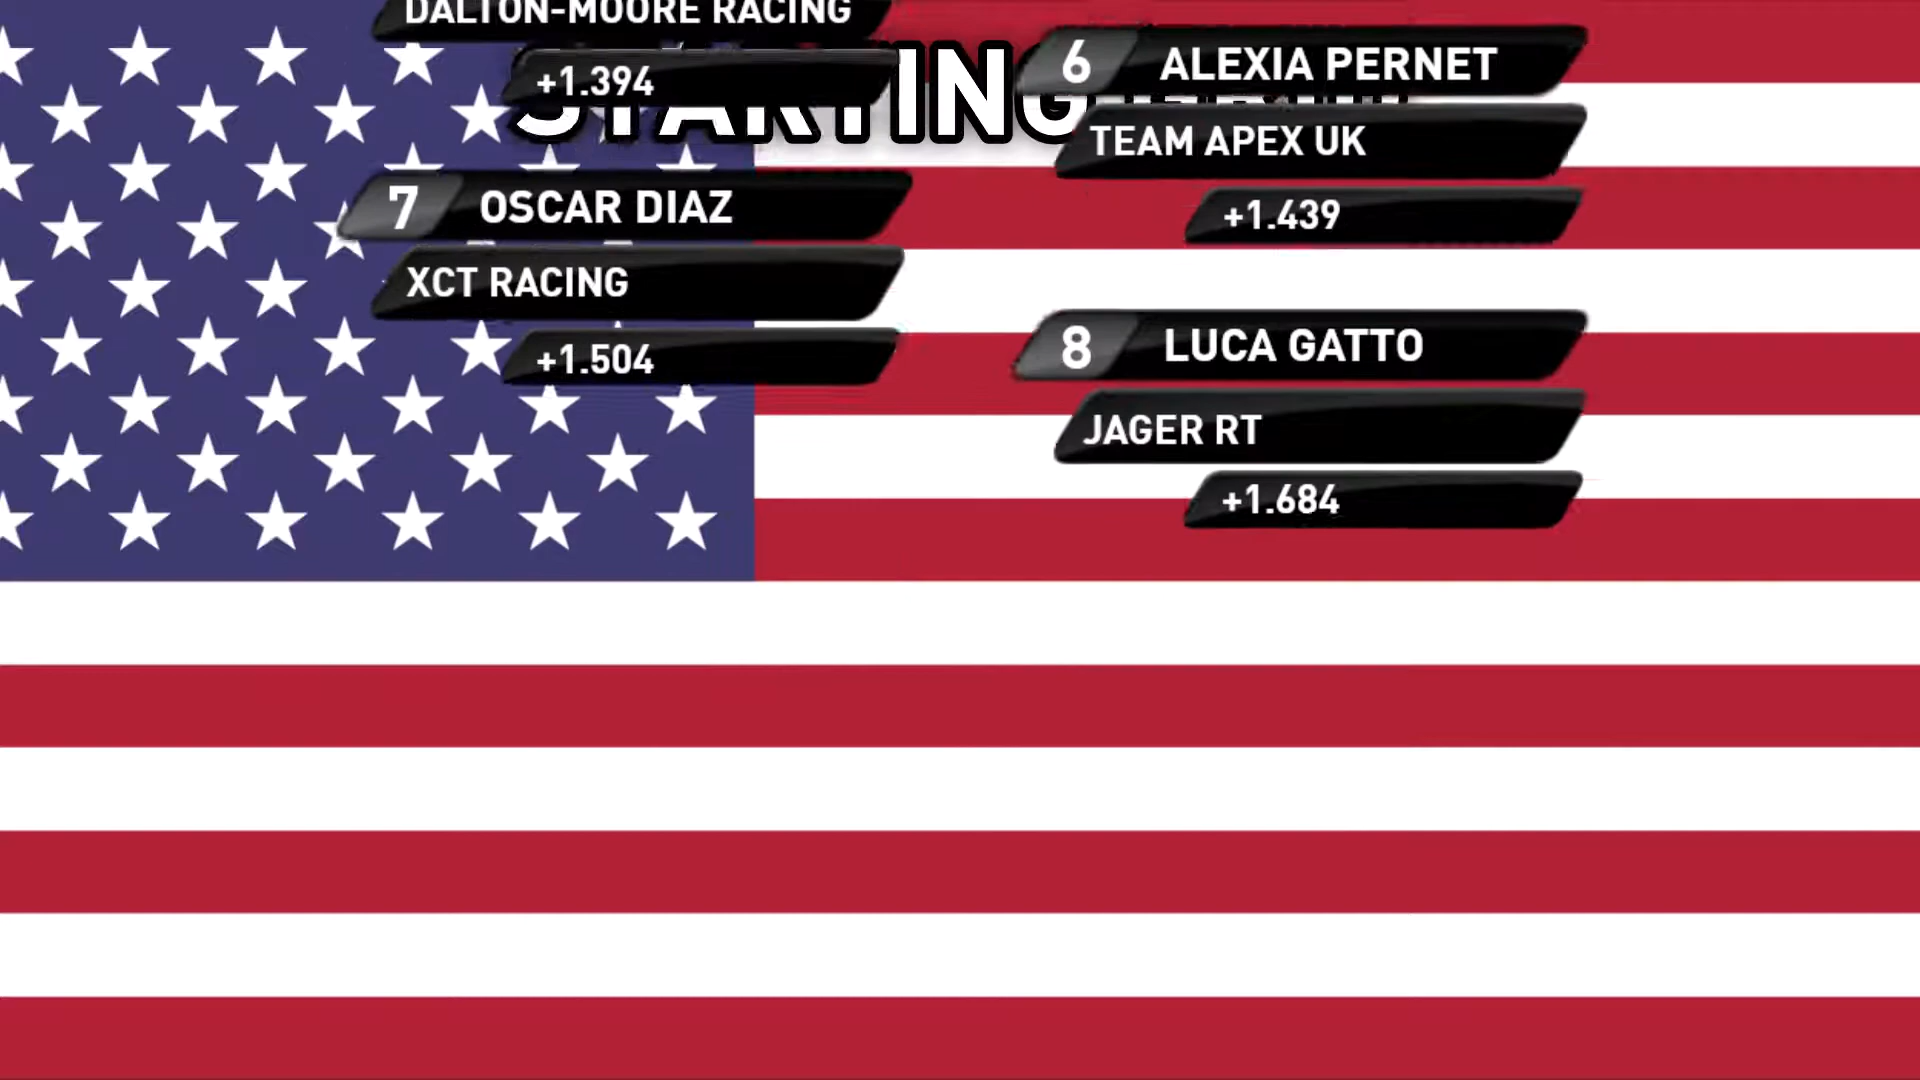 DALTON-MOORE RACING
+1.394
STARTING
6 ALEXIA PERNET
TEAM APEX UK
+1.439
7 OSCAR DIAZ
XCT RACING
+1.504
8 LUCA GATTO
JAGER RT
+1.684